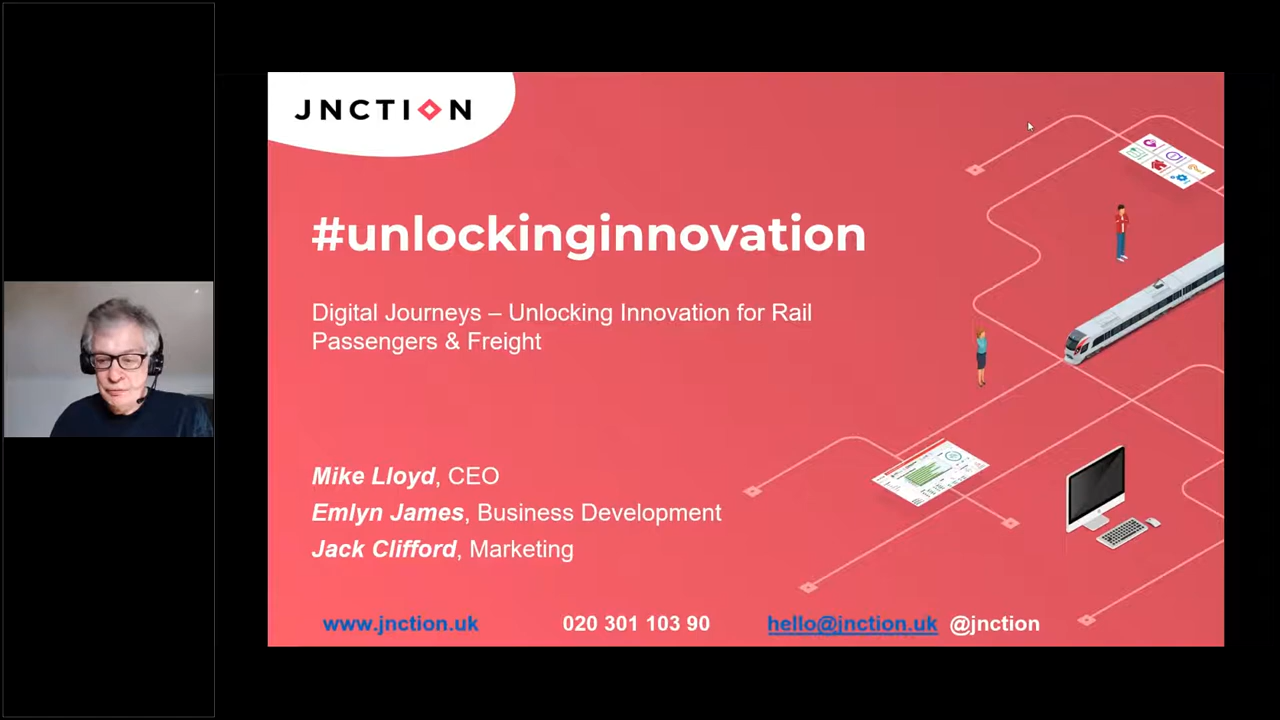 JNCTION
#unlockinginnovation
Digital Journeys – Unlocking Innovation for Rail
Passengers & Freight
Mike Lloyd, CEO
Emlyn James, Business Development
Jack Clifford, Marketing
www.jnction.uk 020 301 103 90 hello@jnction.uk @jnction